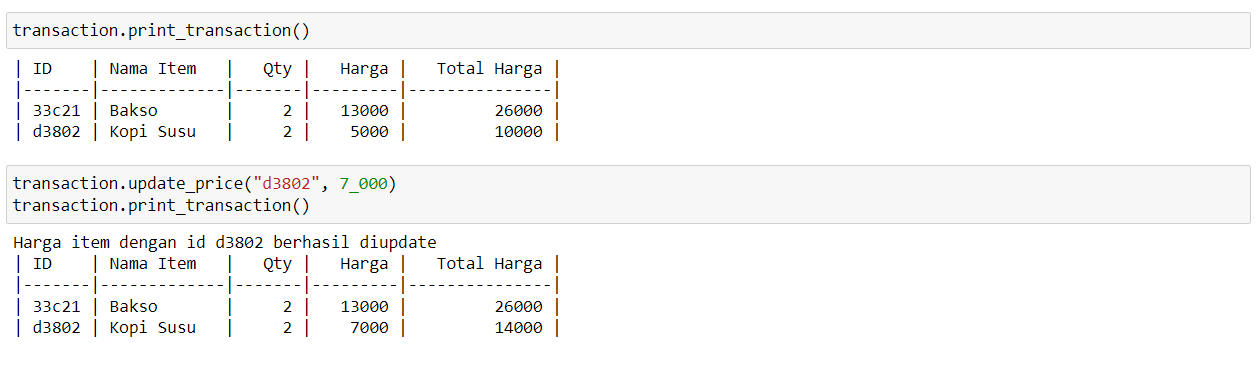 transaction.print_transaction()
| ID    | Nama Item   |   Qty |   Harga |   Total Harga |
|-------|-------------|-------|---------|---------------|
| 33c21 | Bakso       |     2 |   13000 |         26000 |
| d3802 | Kopi Susu   |     2 |    5000 |         10000 |
transaction.update_price("d3802", 7_000)
transaction.print_transaction()
Harga item dengan id d3802 berhasil diupdate
| ID    | Nama Item   |   Qty |   Harga |   Total Harga |
|-------|-------------|-------|---------|---------------|
| 33c21 | Bakso       |     2 |   13000 |         26000 |
| d3802 | Kopi Susu   |     2 |    7000 |         14000 |